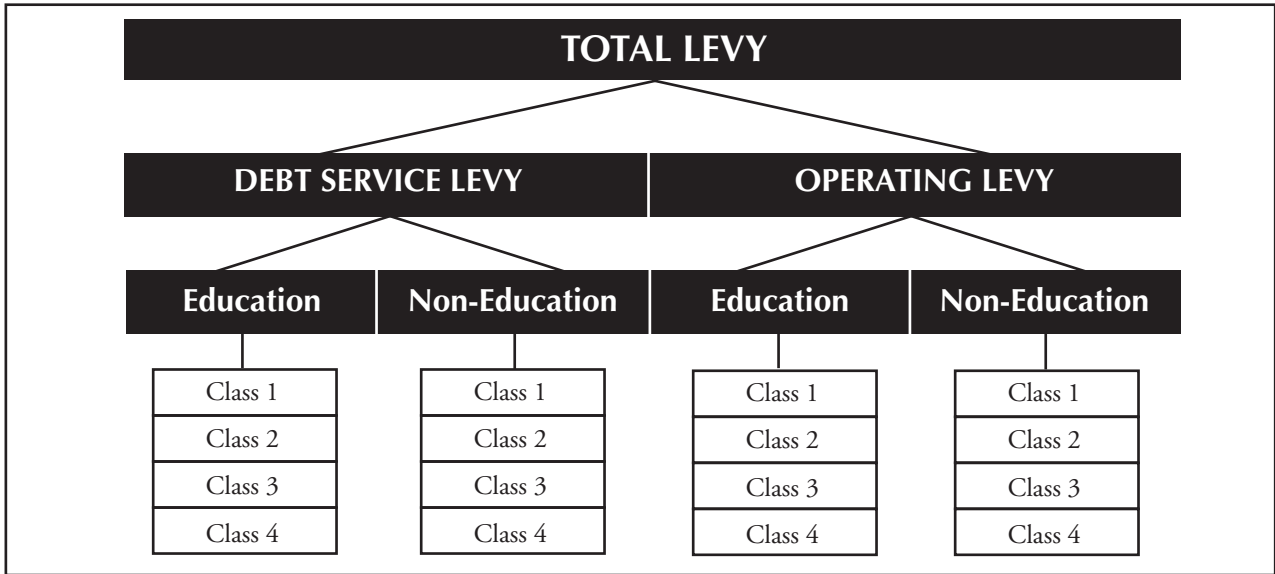 TOTAL LEVY
DEBT SERVICE LEVY
OPERATING LEVY
Education
Non-Education
Education
Non-Education
Class 1
Class 2
Class 3
Class 4
Class 1
Class 2
Class 3
Class 4
Class 1
Class 2
Class 3
Class 4
Class 1
Class 2
Class 3
Class 4